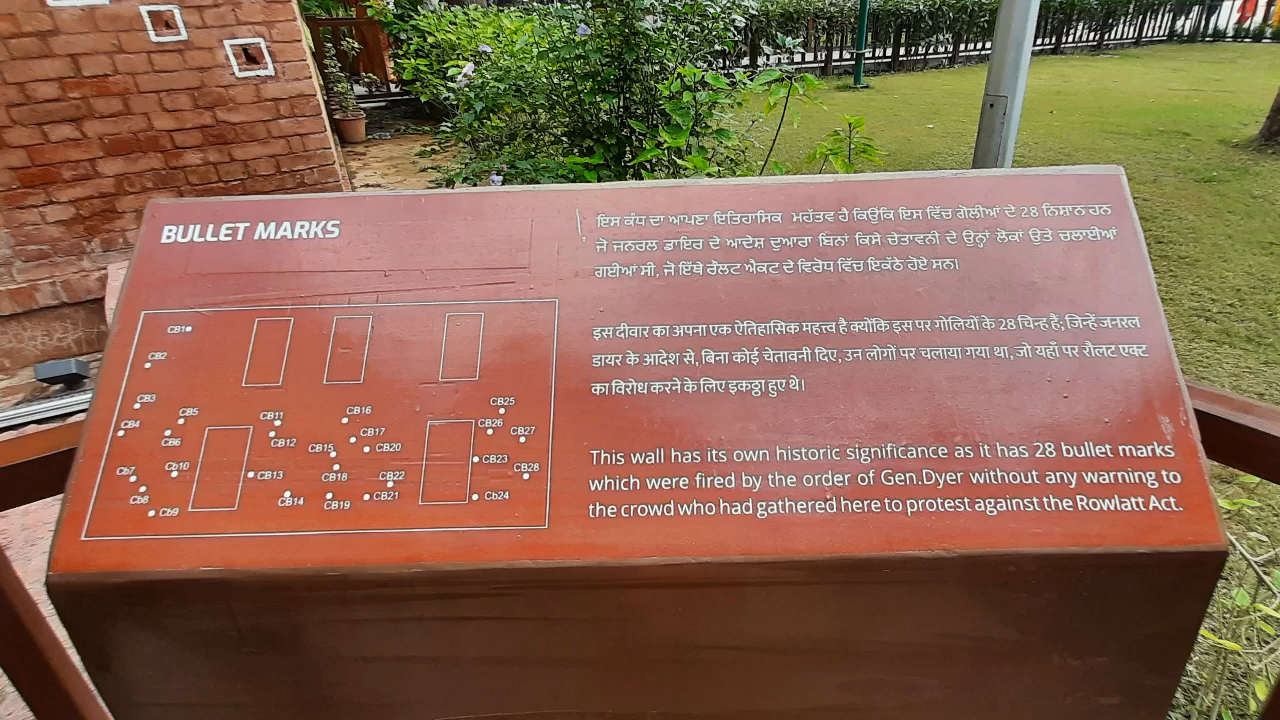 BULLET MARKS
ਇਸ ਕੰਧ ਦਾ ਆਪਣਾ ਇਤਿਹਾਸਿਕ ਮਹੱਤਵ ਹੈ ਕਿਉਕਿ ਇਸ ਵਿੱਚ ਗੋਲੀਆਂ ਦੇ 28 ਨਿਸ਼ਾਨ ਹਨ
ਜੋ ਜਨਰਲ ਡਾਇਰ ਦੇ ਆਦੇਸ਼ ਦੁਆਰਾ ਬਿਨਾਂ ਕਿਸੇ ਚੇਤਾਵਨੀ ਦੇ ਉਨ੍ਹਾਂ ਲੋਕਾਂ ਉਤੇ ਚਲਾਈਆਂ
ਗਈਆਂ ਸੀ, ਜੋ ਇੱਥੇ ਰੌਲਟ ਐਕਟ ਦੇ ਵਿਰੋਧ ਵਿੱਚ ਇਕੱਠੇ ਹੋਏ ਸਨ।
इस दीवार का अपना एक ऐतिहासिक महत्त्व है क्योंकि इस पर गोलियों के 28 चिन्ह हैं; जिन्हें जनरल
डायर के आदेश से, बिना कोई चेतावनी दिए, उन लोगों पर चलाया गया था, जो यहाँ पर रौलट एक्ट
का विरोध करने के लिए इकठ्ठा हुए थे।
This wall has its own historic significance as it has 28 bullet marks
which were fired by the order of Gen.Dyer without any warning to
the crowd who had gathered here to protest against the Rowlatt Act.
CB1
CB2
CB3
CB4
CB5
CB6
Cb7
Cb8
Cb9
Cb10
CB11
CB12
CB13
CB14
CB15
CB16
CB17
CB18
CB19
CB20
CB21
CB22
CB23
Cb24
CB25
CB26
CB27
CB28